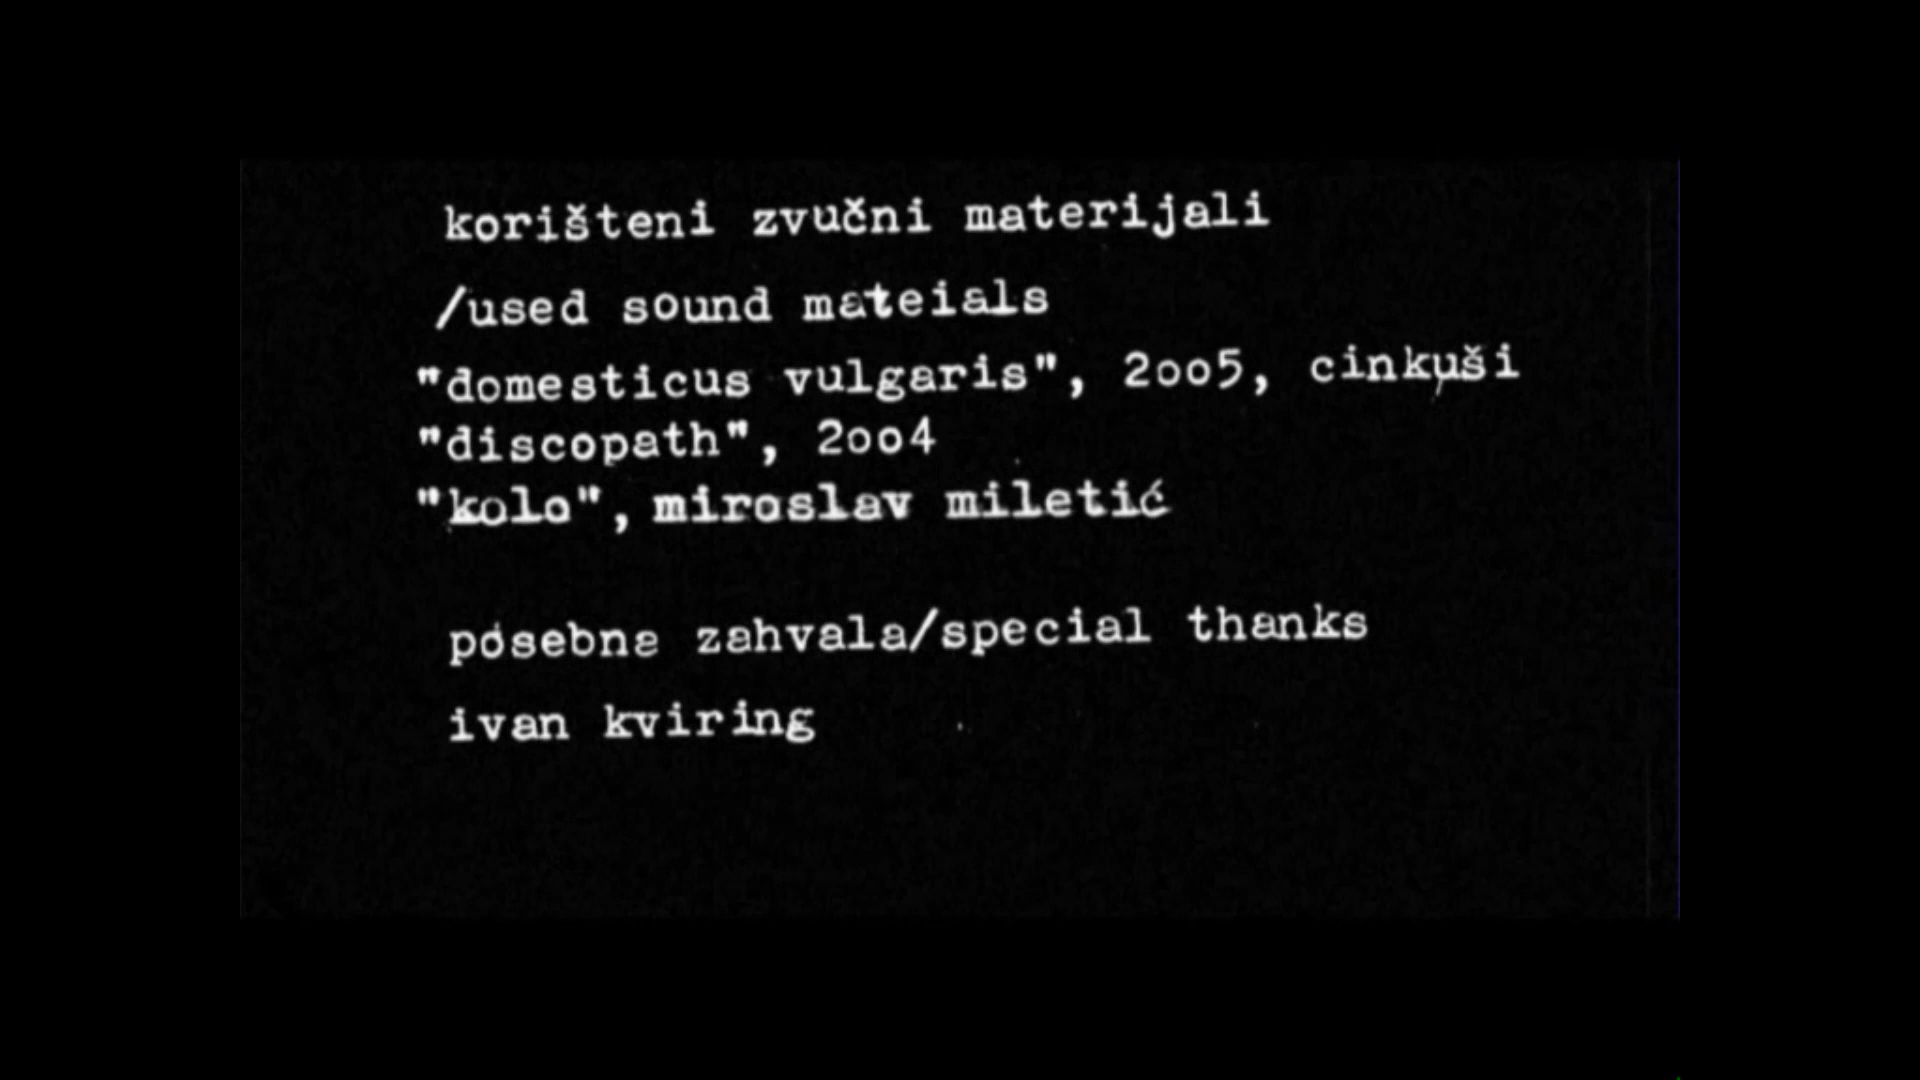 korišteni zvučni materijali
/used sound mateials
"domesticus vulgaris", 2oo5, cinkuši
"discopath", 2oo4
"kolo", miroslav miletić
posebna zahvala/special thanks
ivan kviring